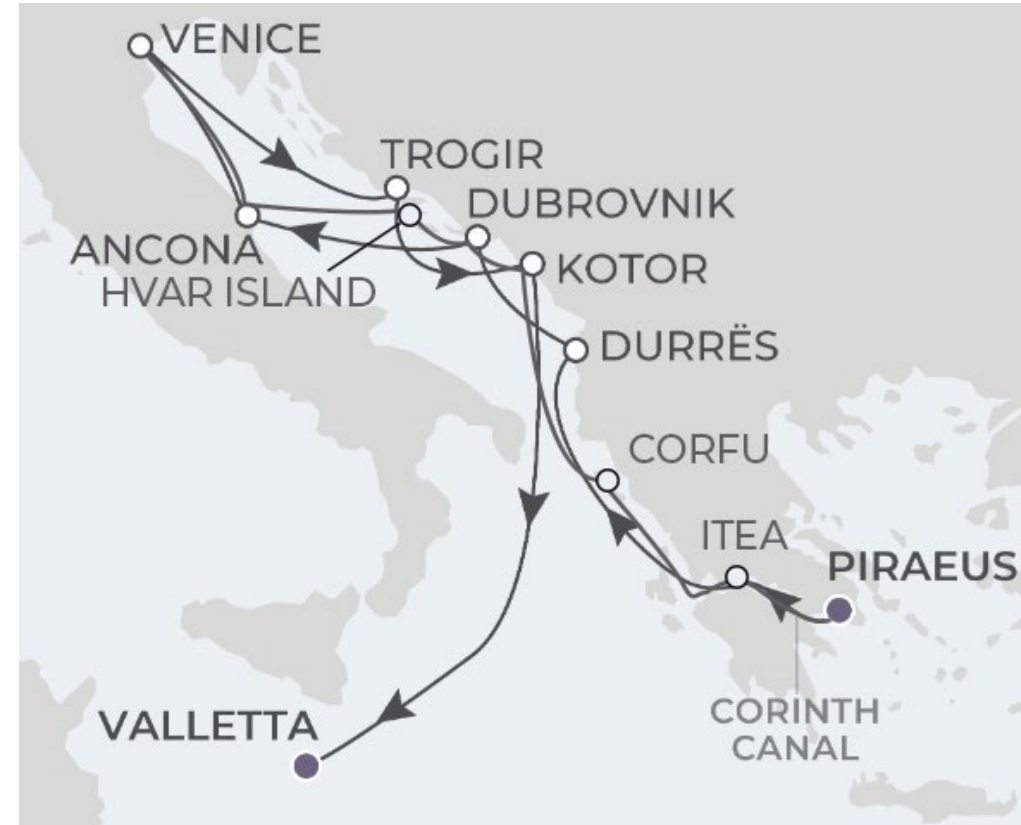 VENICE
TROGIR
DUBROVNIK
ANCONA
KOTOR
HVAR ISLAND
DURRËS
CORFU
ITEA
PIRAEUS
CORINTH
CANAL
VALLETTA